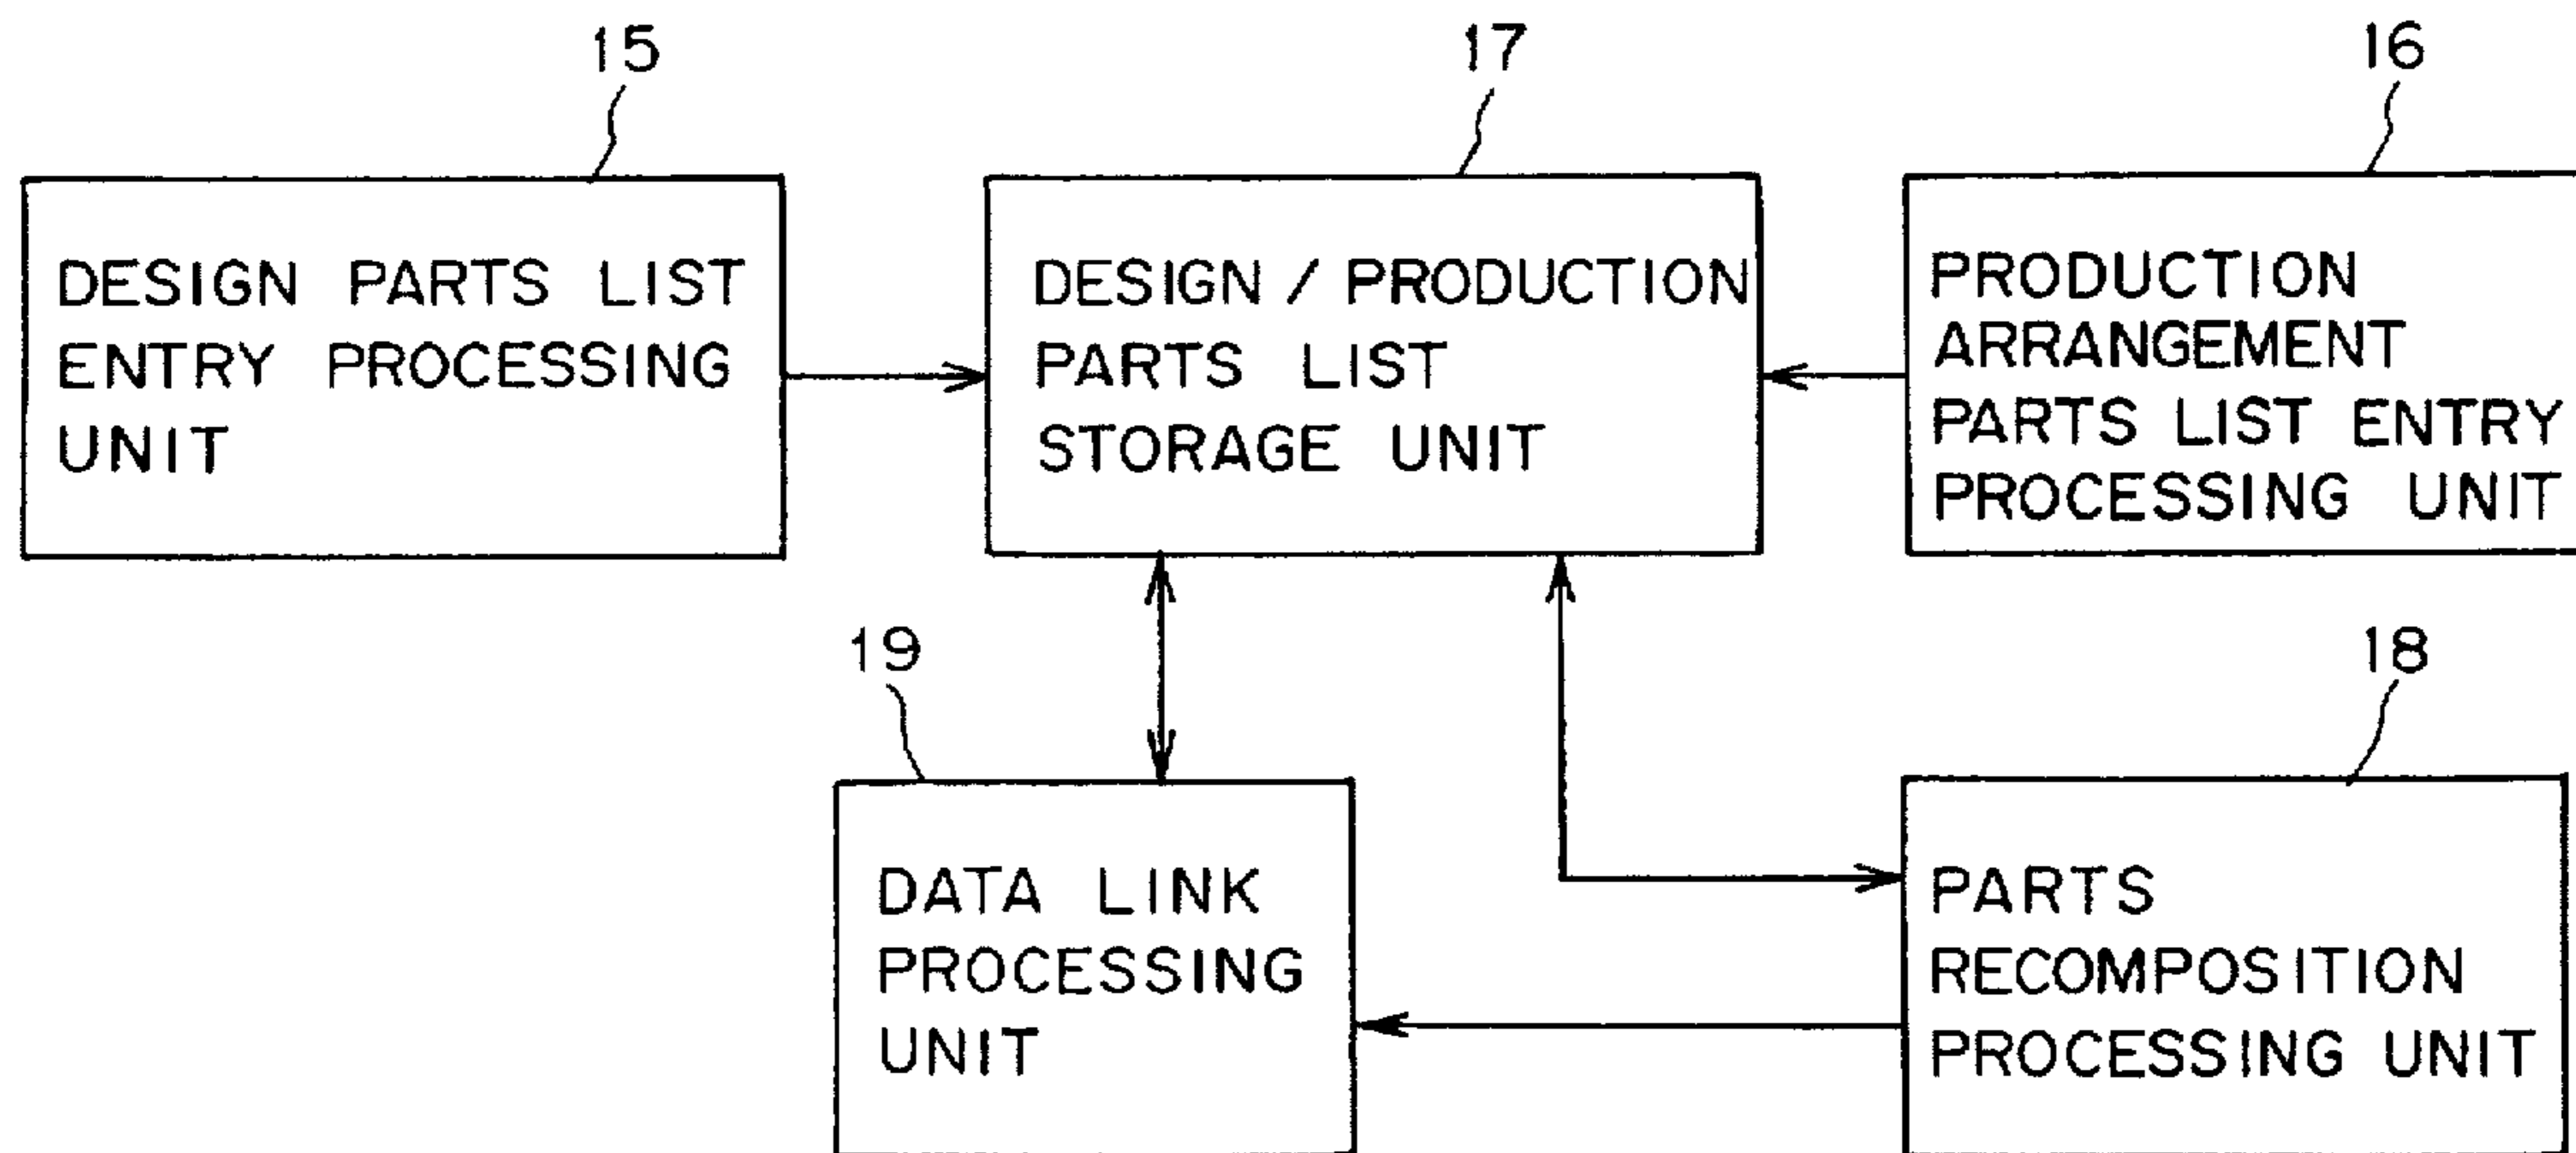 15
DESIGN PARTS LIST
ENTRY PROCESSING
UNIT
17
DESIGN / PRODUCTION
PARTS LIST
STORAGE UNIT
16
PRODUCTION
ARRANGEMENT
PARTS LIST ENTRY
PROCESSING UNIT
19
DATA LINK
PROCESSING
UNIT
18
PARTS
RECOMPOSITION
PROCESSING UNIT